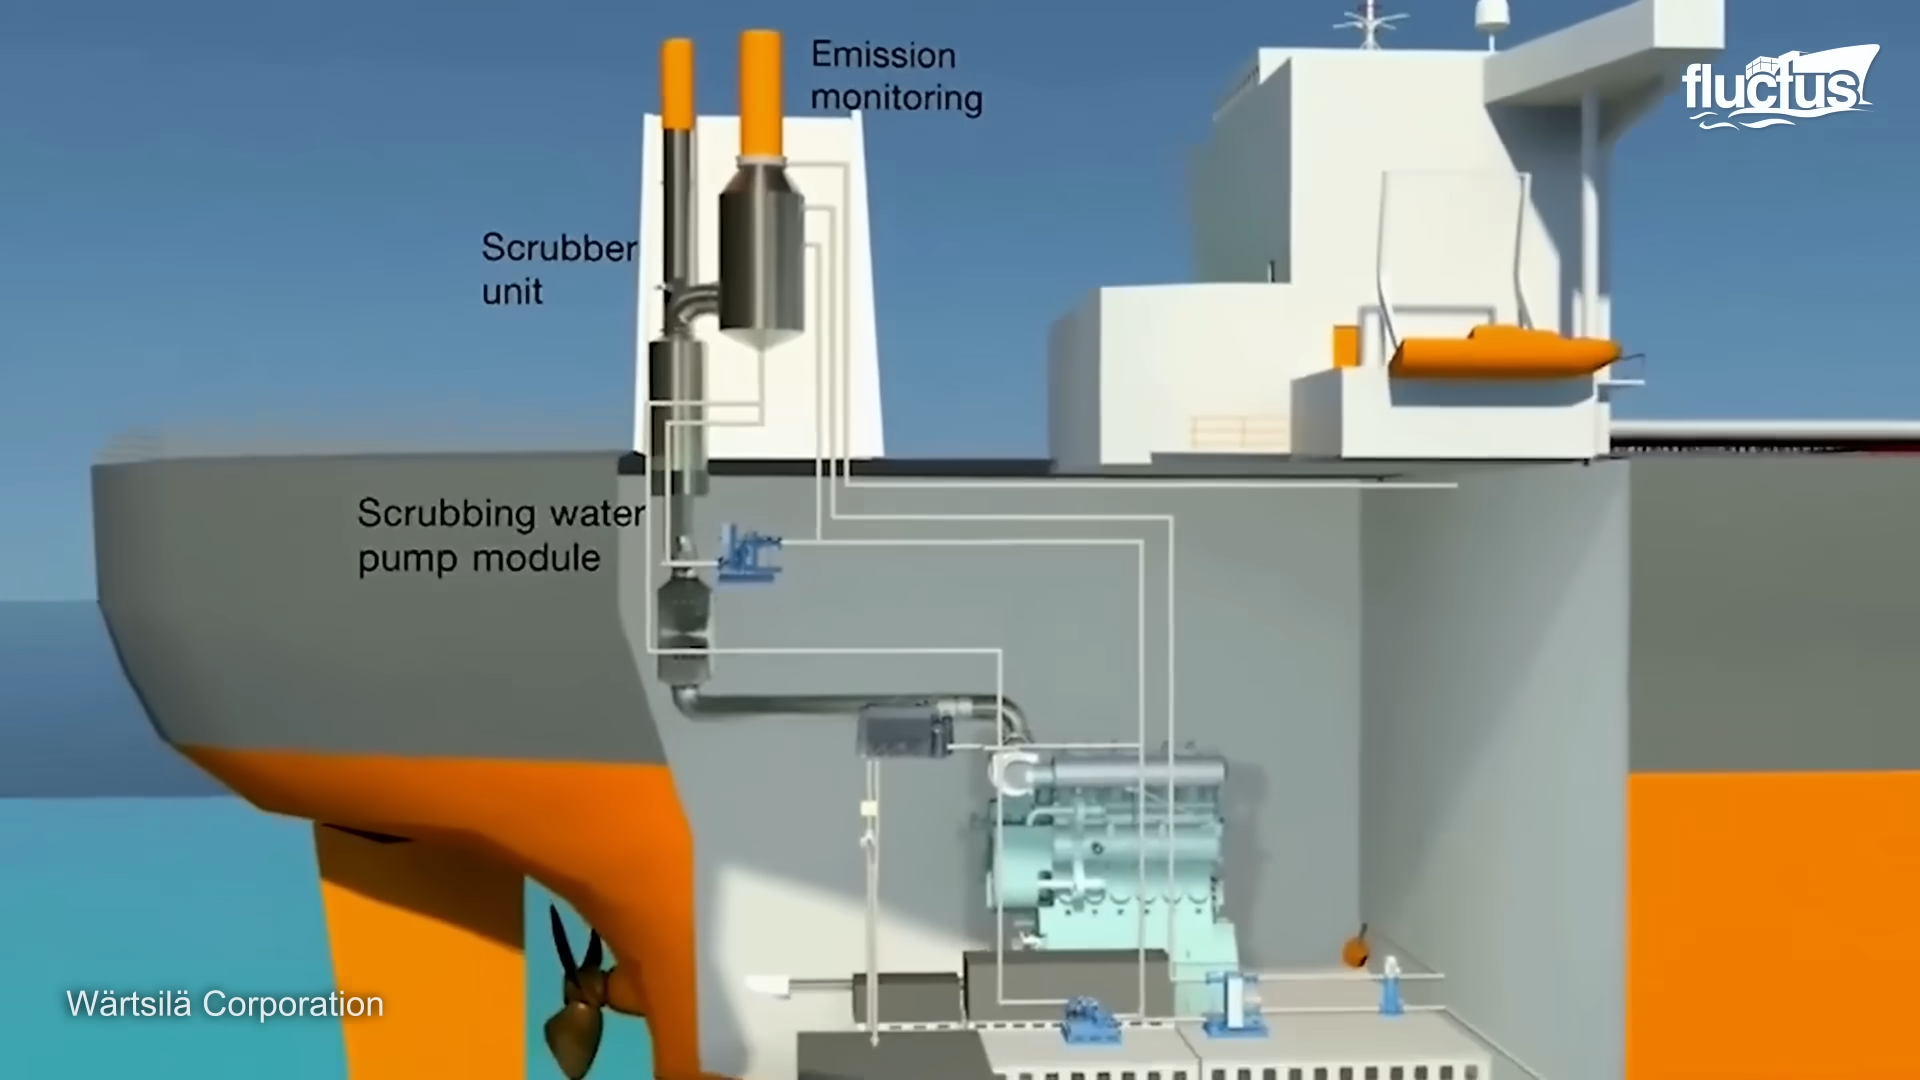 Emission
monitoring
fluctus
Scrubber
unit
Scrubbing water
pump module
Wärtsilä Corporation